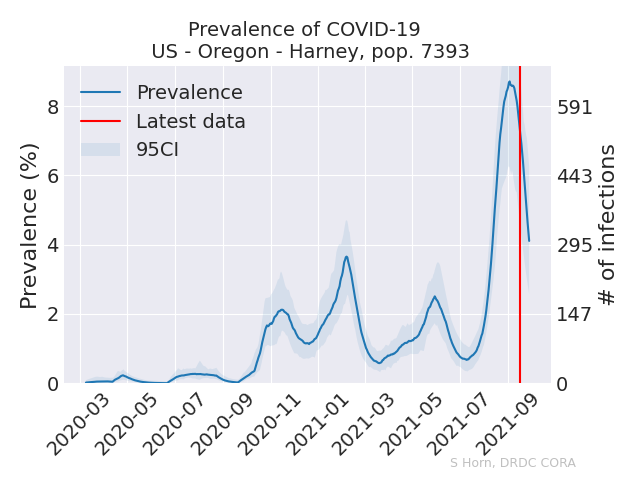 Prevalence of COVID-19
US - Oregon - Harney, pop. 7393
Prevalence
Latest data
95CI
Prevalence (%)
8
6
4
2
0
# of infections
591
443
295
147
0
2020-03
2020-05
2020-07
2020-09
2020-11
2021-01
2021-03
2021-05
2021-07
2021-09
S Horn, DRDC CORA